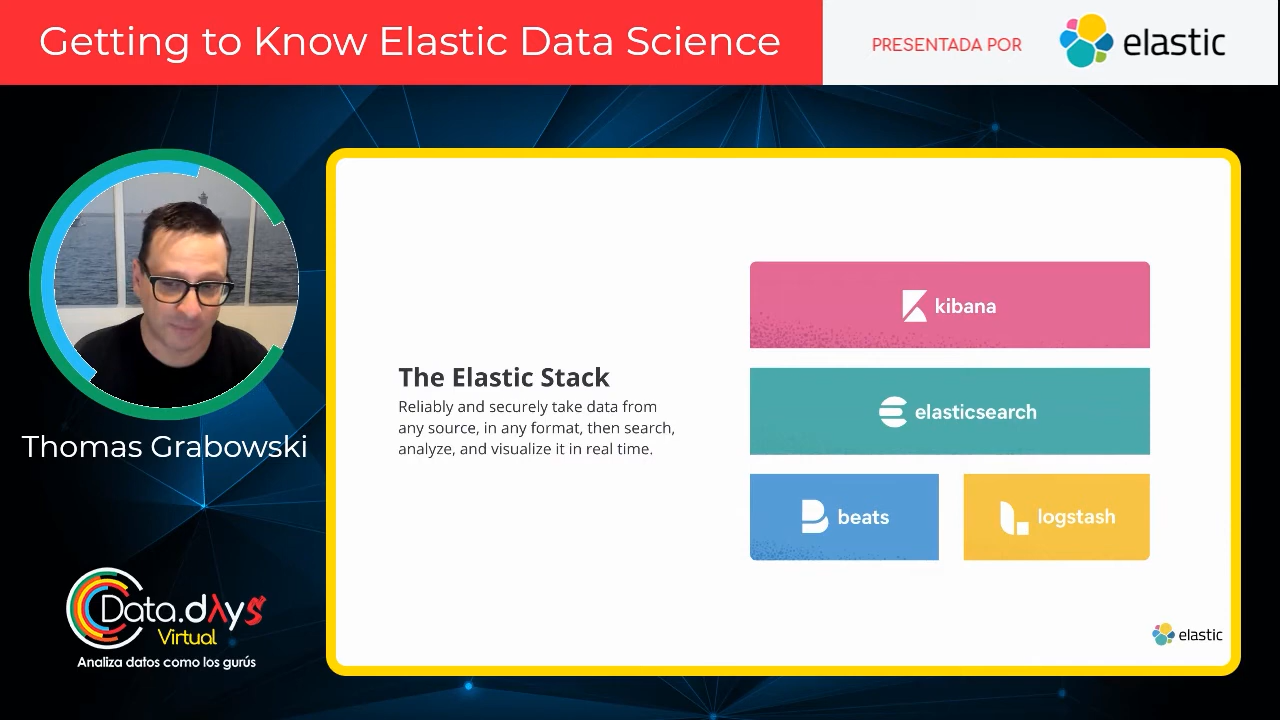 Getting to Know Elastic Data Science
PRESENTADA POR
elastic
Thomas Grabowski
Data.dλys
Virtual
Analiza datos como los gurús
The Elastic Stack
Reliably and securely take data from
any source, in any format, then search,
analyze, and visualize it in real time.
kibana
elasticsearch
beats
logstash
elastic